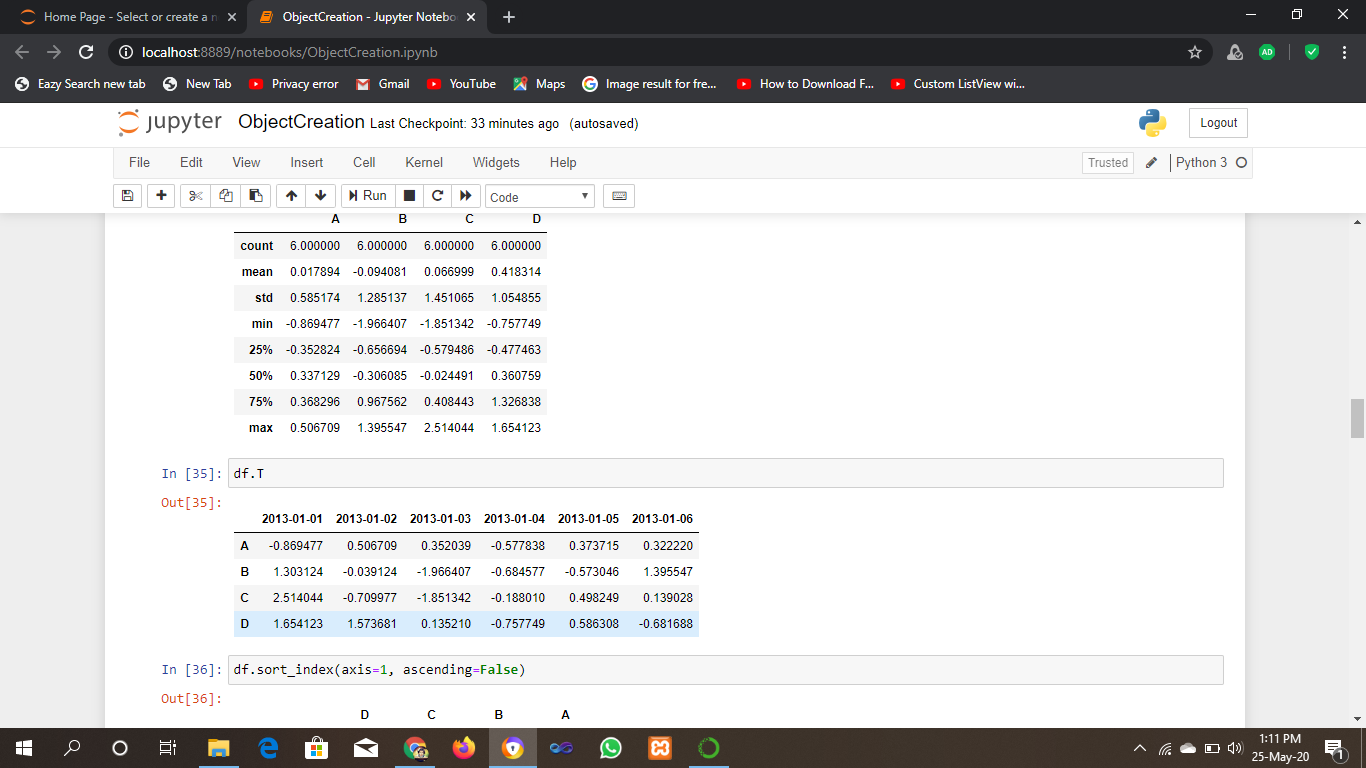 Home Page - Select or create a n
ObjectCreation - Jupyter Notebo
localhost:8889/notebooks/ObjectCreation.ipynb
AD
Eazy Search new tab New Tab Privacy error Gmail YouTube Maps Image result for fre... How to Download F... Custom ListView wi...
jupyter ObjectCreation Last Checkpoint: 33 minutes ago (autosaved)
Logout
File Edit View Insert Cell Kernel Widgets Help
Trusted Python 3
Run Code
A B C D
count 6.000000 6.000000 6.000000 6.000000
mean 0.017894 -0.094081 0.066999 0.418314
std 0.585174 1.285137 1.451065 1.054855
min -0.869477 -1.966407 -1.851342 -0.757749
25% -0.352824 -0.656694 -0.579486 -0.477463
50% 0.337129 -0.306085 -0.024491 0.360759
75% 0.368296 0.967562 0.408443 1.326838
max 0.506709 1.395547 2.514044 1.654123
In [35]: df.T
Out[35]:
2013-01-01 2013-01-02 2013-01-03 2013-01-04 2013-01-05 2013-01-06
A -0.869477 0.506709 0.352039 -0.577838 0.373715 0.322220
B 1.303124 -0.039124 -1.966407 -0.684577 -0.573046 1.395547
C 2.514044 -0.709977 -1.851342 -0.188010 0.498249 0.139028
D 1.654123 1.573681 0.135210 -0.757749 0.586308 -0.681688
In [36]: df.sort_index(axis=1, ascending=False)
Out[36]:
D C B A
1:11 PM
25-May-20
1